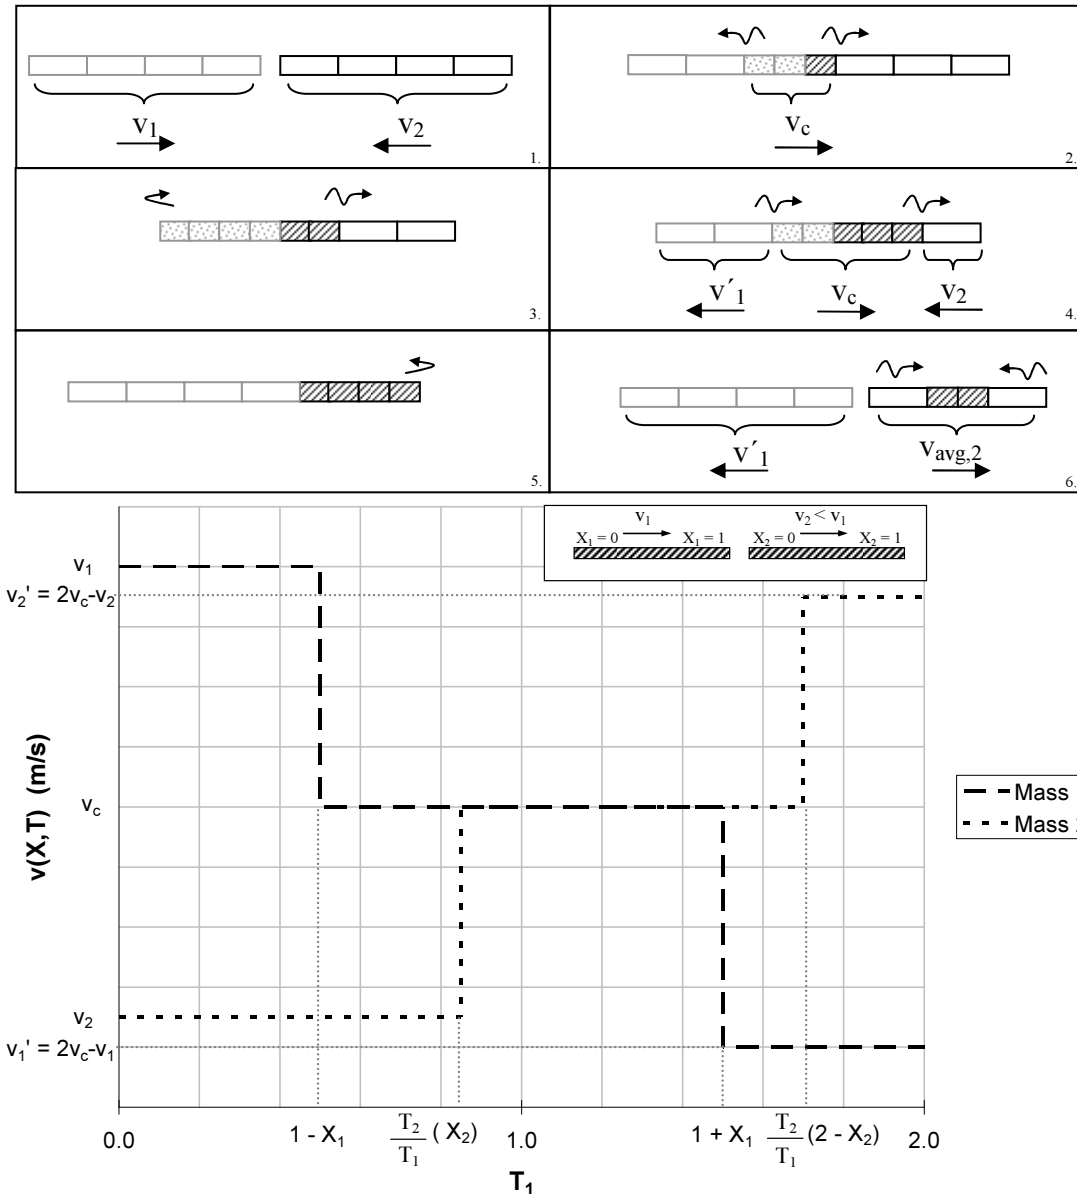 v1
v2
1.
vc
2.
3.
v´1
vc
v2
4.
5.
v´1
vavg,2
6.
v1
X1 = 0
X1 = 1
v2 < v1
X2 = 0
X2 = 1
v1
v2' = 2vc-v2
vc
v2
v1' = 2vc-v1
v(X,T) (m/s)
Mass
Mass
0.0
1 - X1
T2/T1 ( X2)
1.0
1 + X1
T2/T1 (2 - X2)
2.0
T1